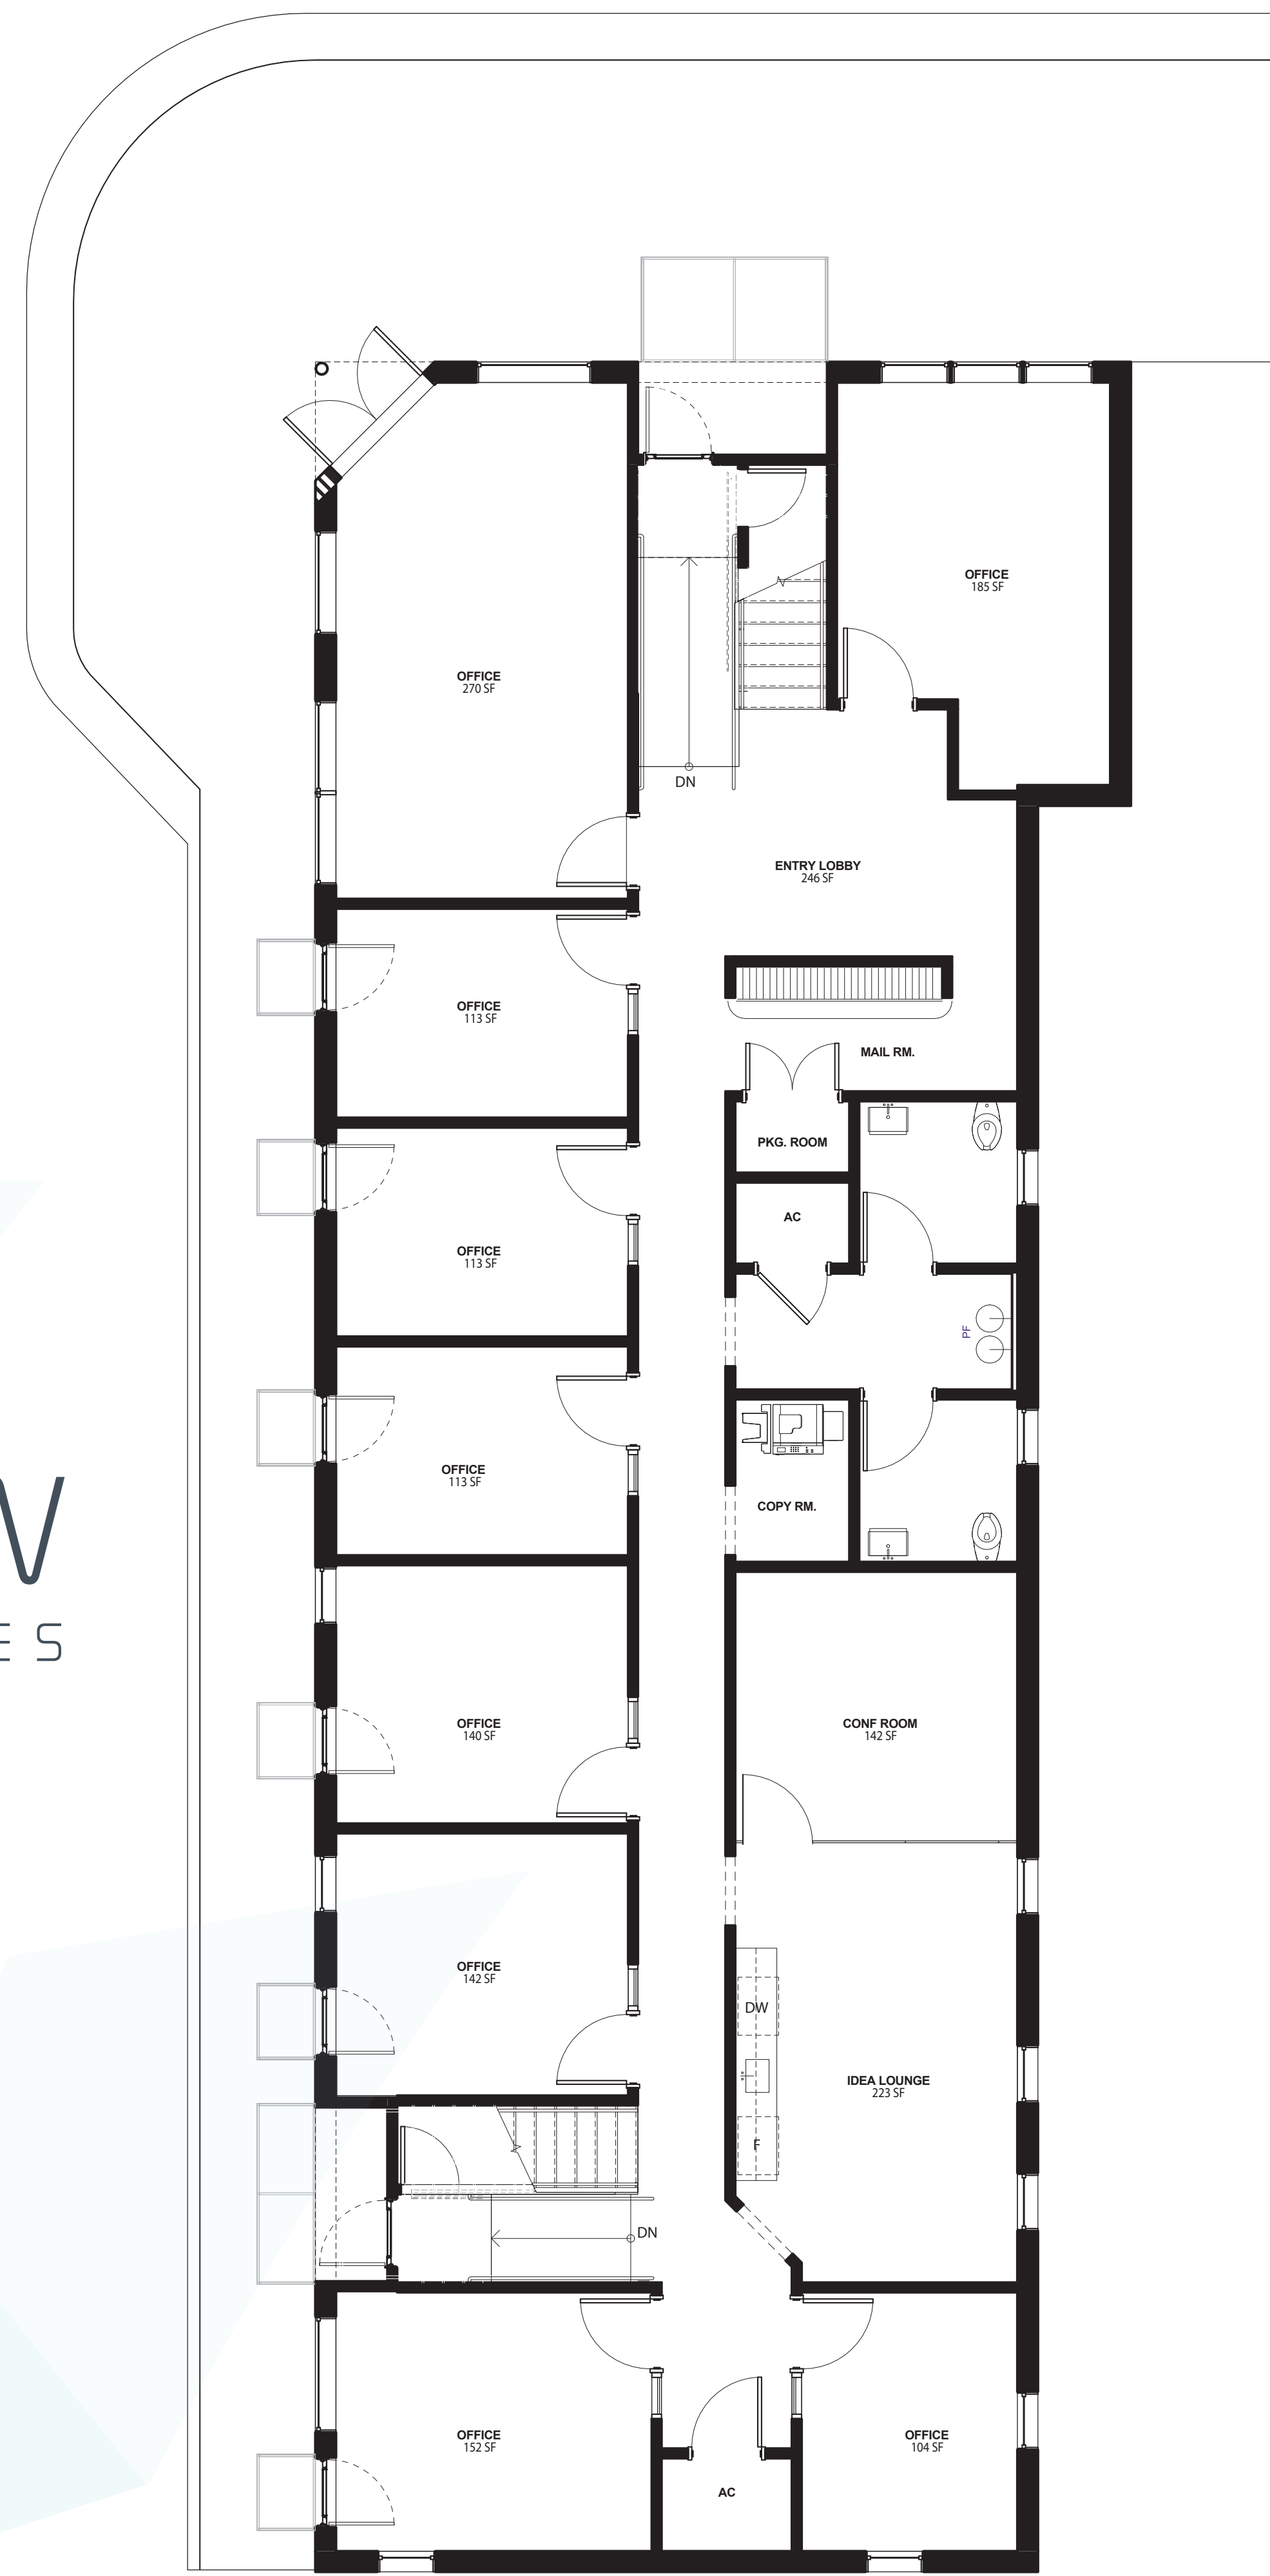 OFFICE
185 SF
OFFICE
270 SF
DN
ENTRY LOBBY
246 SF
OFFICE
113 SF
MAIL RM.
PKG. ROOM
AC
OFFICE
113 SF
PF
OFFICE
113 SF
COPY RM.
W
ES
OFFICE
140 SF
CONF ROOM
142 SF
OFFICE
142 SF
DW
IDEA LOUNGE
223 SF
F
DN
OFFICE
152 SF
OFFICE
104 SF
AC